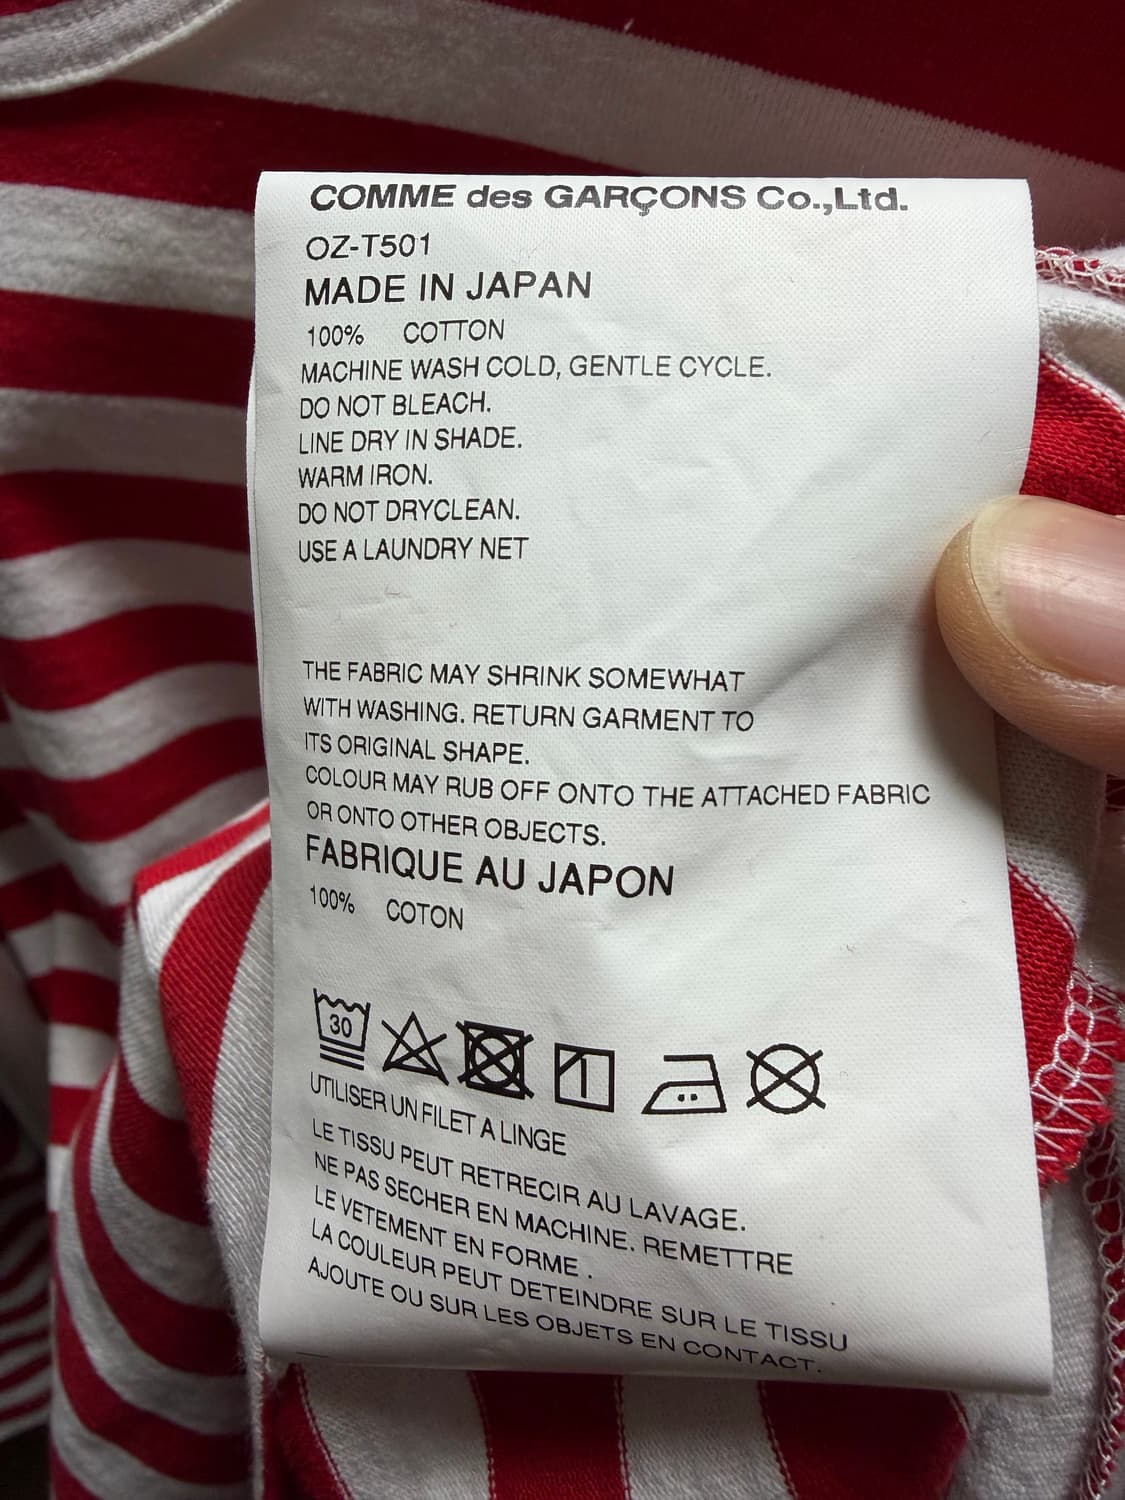 COMME des GARÇONS Co.,Ltd.
OZ-T501
MADE IN JAPAN
100% COTTON
MACHINE WASH COLD, GENTLE CYCLE.
DO NOT BLEACH.
LINE DRY IN SHADE.
WARM IRON.
DO NOT DRYCLEAN.
USE A LAUNDRY NET
THE FABRIC MAY SHRINK SOMEWHAT
WITH WASHING. RETURN GARMENT TO
ITS ORIGINAL SHAPE.
COLOUR MAY RUB OFF ONTO THE ATTACHED FABRIC
OR ONTO OTHER OBJECTS.
FABRIQUE AU JAPON
100% COTON
30
UTILISER UN FILET A LINGE
LE TISSU PEUT RETRECIR AU LAVAGE.
NE PAS SECHER EN MACHINE. REMETTRE
LE VETEMENT EN FORME .
LA COULEUR PEUT DETEINDRE SUR LE TISSU
AJOUTE OU SUR LES OBJETS EN CONTACT.